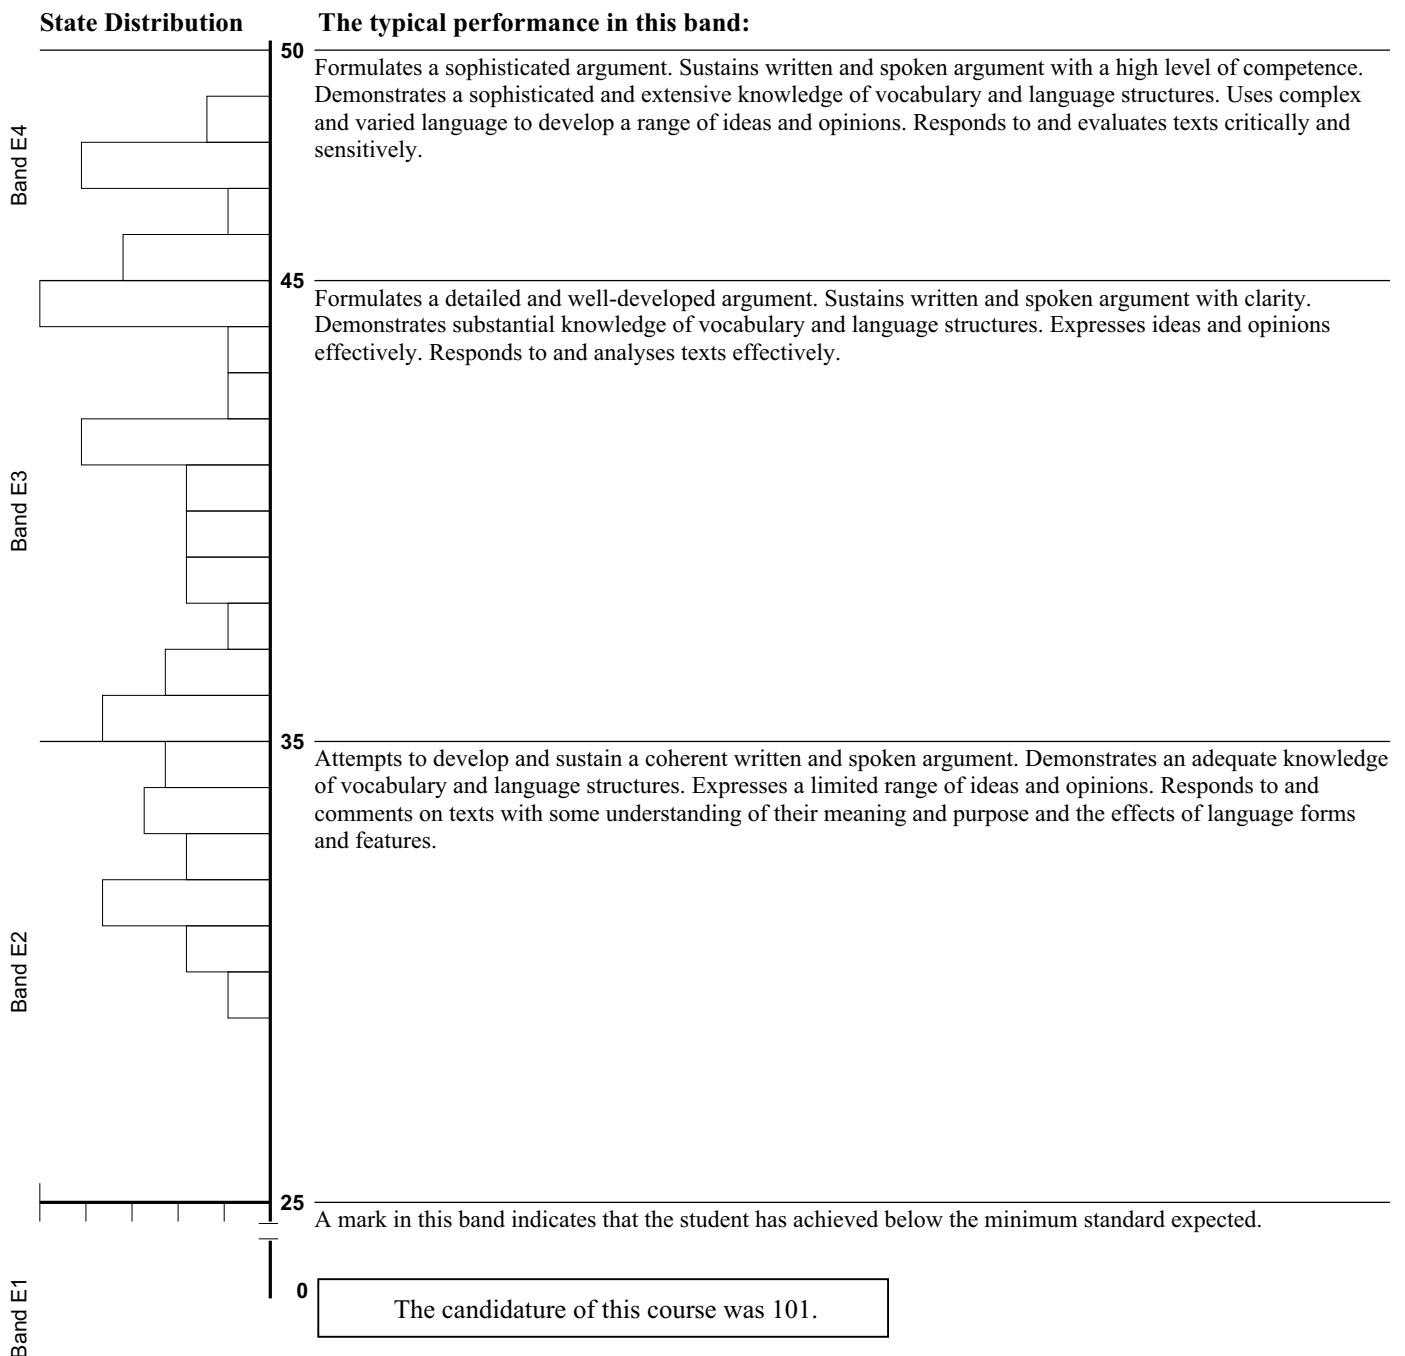 State Distribution
The typical performance in this band:
50
Formulates a sophisticated argument. Sustains written and spoken argument with a high level of competence.
Demonstrates a sophisticated and extensive knowledge of vocabulary and language structures. Uses complex
and varied language to develop a range of ideas and opinions. Responds to and evaluates texts critically and
sensitively.
Band E4
45
Formulates a detailed and well-developed argument. Sustains written and spoken argument with clarity.
Demonstrates substantial knowledge of vocabulary and language structures. Expresses ideas and opinions
effectively. Responds to and analyses texts effectively.
Band E3
35
Attempts to develop and sustain a coherent written and spoken argument. Demonstrates an adequate knowledge
of vocabulary and language structures. Expresses a limited range of ideas and opinions. Responds to and
comments on texts with some understanding of their meaning and purpose and the effects of language forms
and features.
Band E2
25
A mark in this band indicates that the student has achieved below the minimum standard expected.
Band E1
0
The candidature of this course was 101.